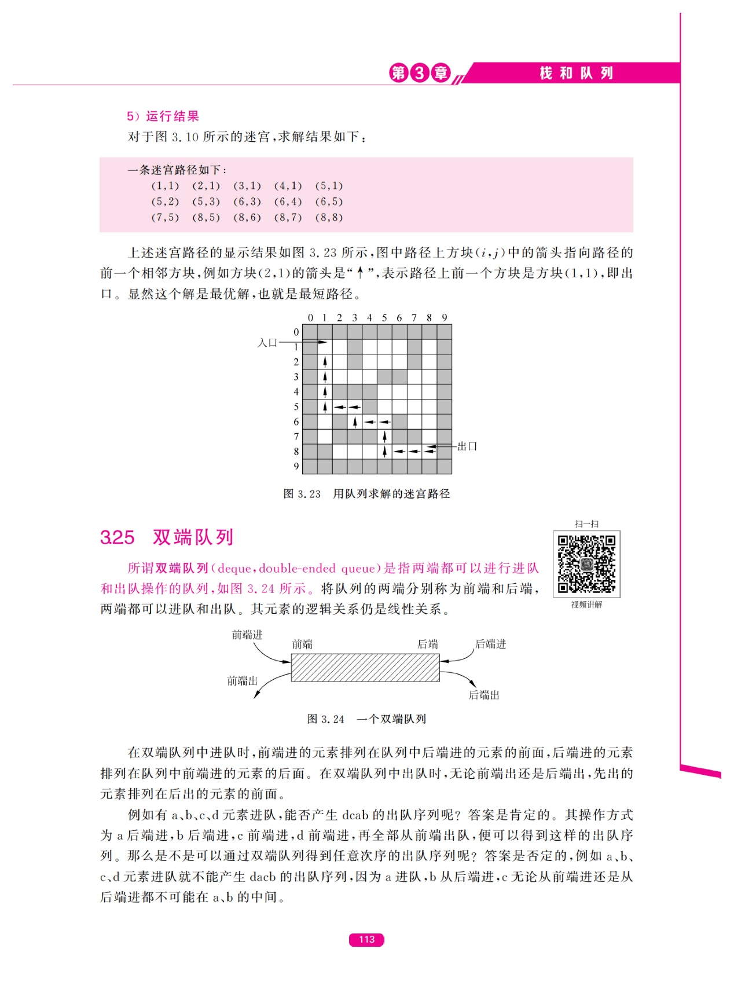 第3章 栈和队列
5）运行结果
对于图 3.10 所示的迷宫,求解结果如下:
一条迷宫路径如下:
(1,1) (2,1) (3,1) (4,1) (5,1)
(5,2) (5,3) (6,3) (6,4) (6,5)
(7,5) (8,5) (8,6) (8,7) (8,8)
上述迷宫路径的显示结果如图 3.23 所示,图中路径上方块(i,j)中的箭头指向路径的
前一个相邻方块,例如方块(2,1)的箭头是“↑”,表示路径上前一个方块是方块(1,1),即出
口。显然这个解是最优解,也就是最短路径。
0 1 2 3 4 5 6 7 8 9
0
入口
1
2
3
4
5
6
7
出口
8
9
图 3.23 用队列求解的迷宫路径
扫一扫
3.2.5 双端队列
所谓双端队列(deque,double-ended queue)是指两端都可以进行进队
和出队操作的队列,如图 3.24 所示。将队列的两端分别称为前端和后端,
两端都可以进队和出队。其元素的逻辑关系仍是线性关系。
视频讲解
前端进
前端 后端 后端进
前端出
后端出
图 3.24 一个双端队列
在双端队列中进队时,前端进的元素排列在队列中后端进的元素的前面,后端进的元素
排列在队列中前端进的元素的后面。在双端队列中出队时,无论前端出还是后端出,先出的
元素排列在后出的元素的前面。
例如有 a、b、c、d 元素进队,能否产生 dcab 的出队序列呢? 答案是肯定的。其操作方式
为 a 后端进,b 后端进,c 前端进,d 前端进,再全部从前端出队,便可以得到这样的出队序
列。那么是不是可以通过双端队列得到任意次序的出队序列呢? 答案是否定的,例如 a、b、
c、d 元素进队就不能产生 dacb 的出队序列,因为 a 进队,b 从后端进,c 无论从前端进还是从
后端进都不可能在 a、b 的中间。
113